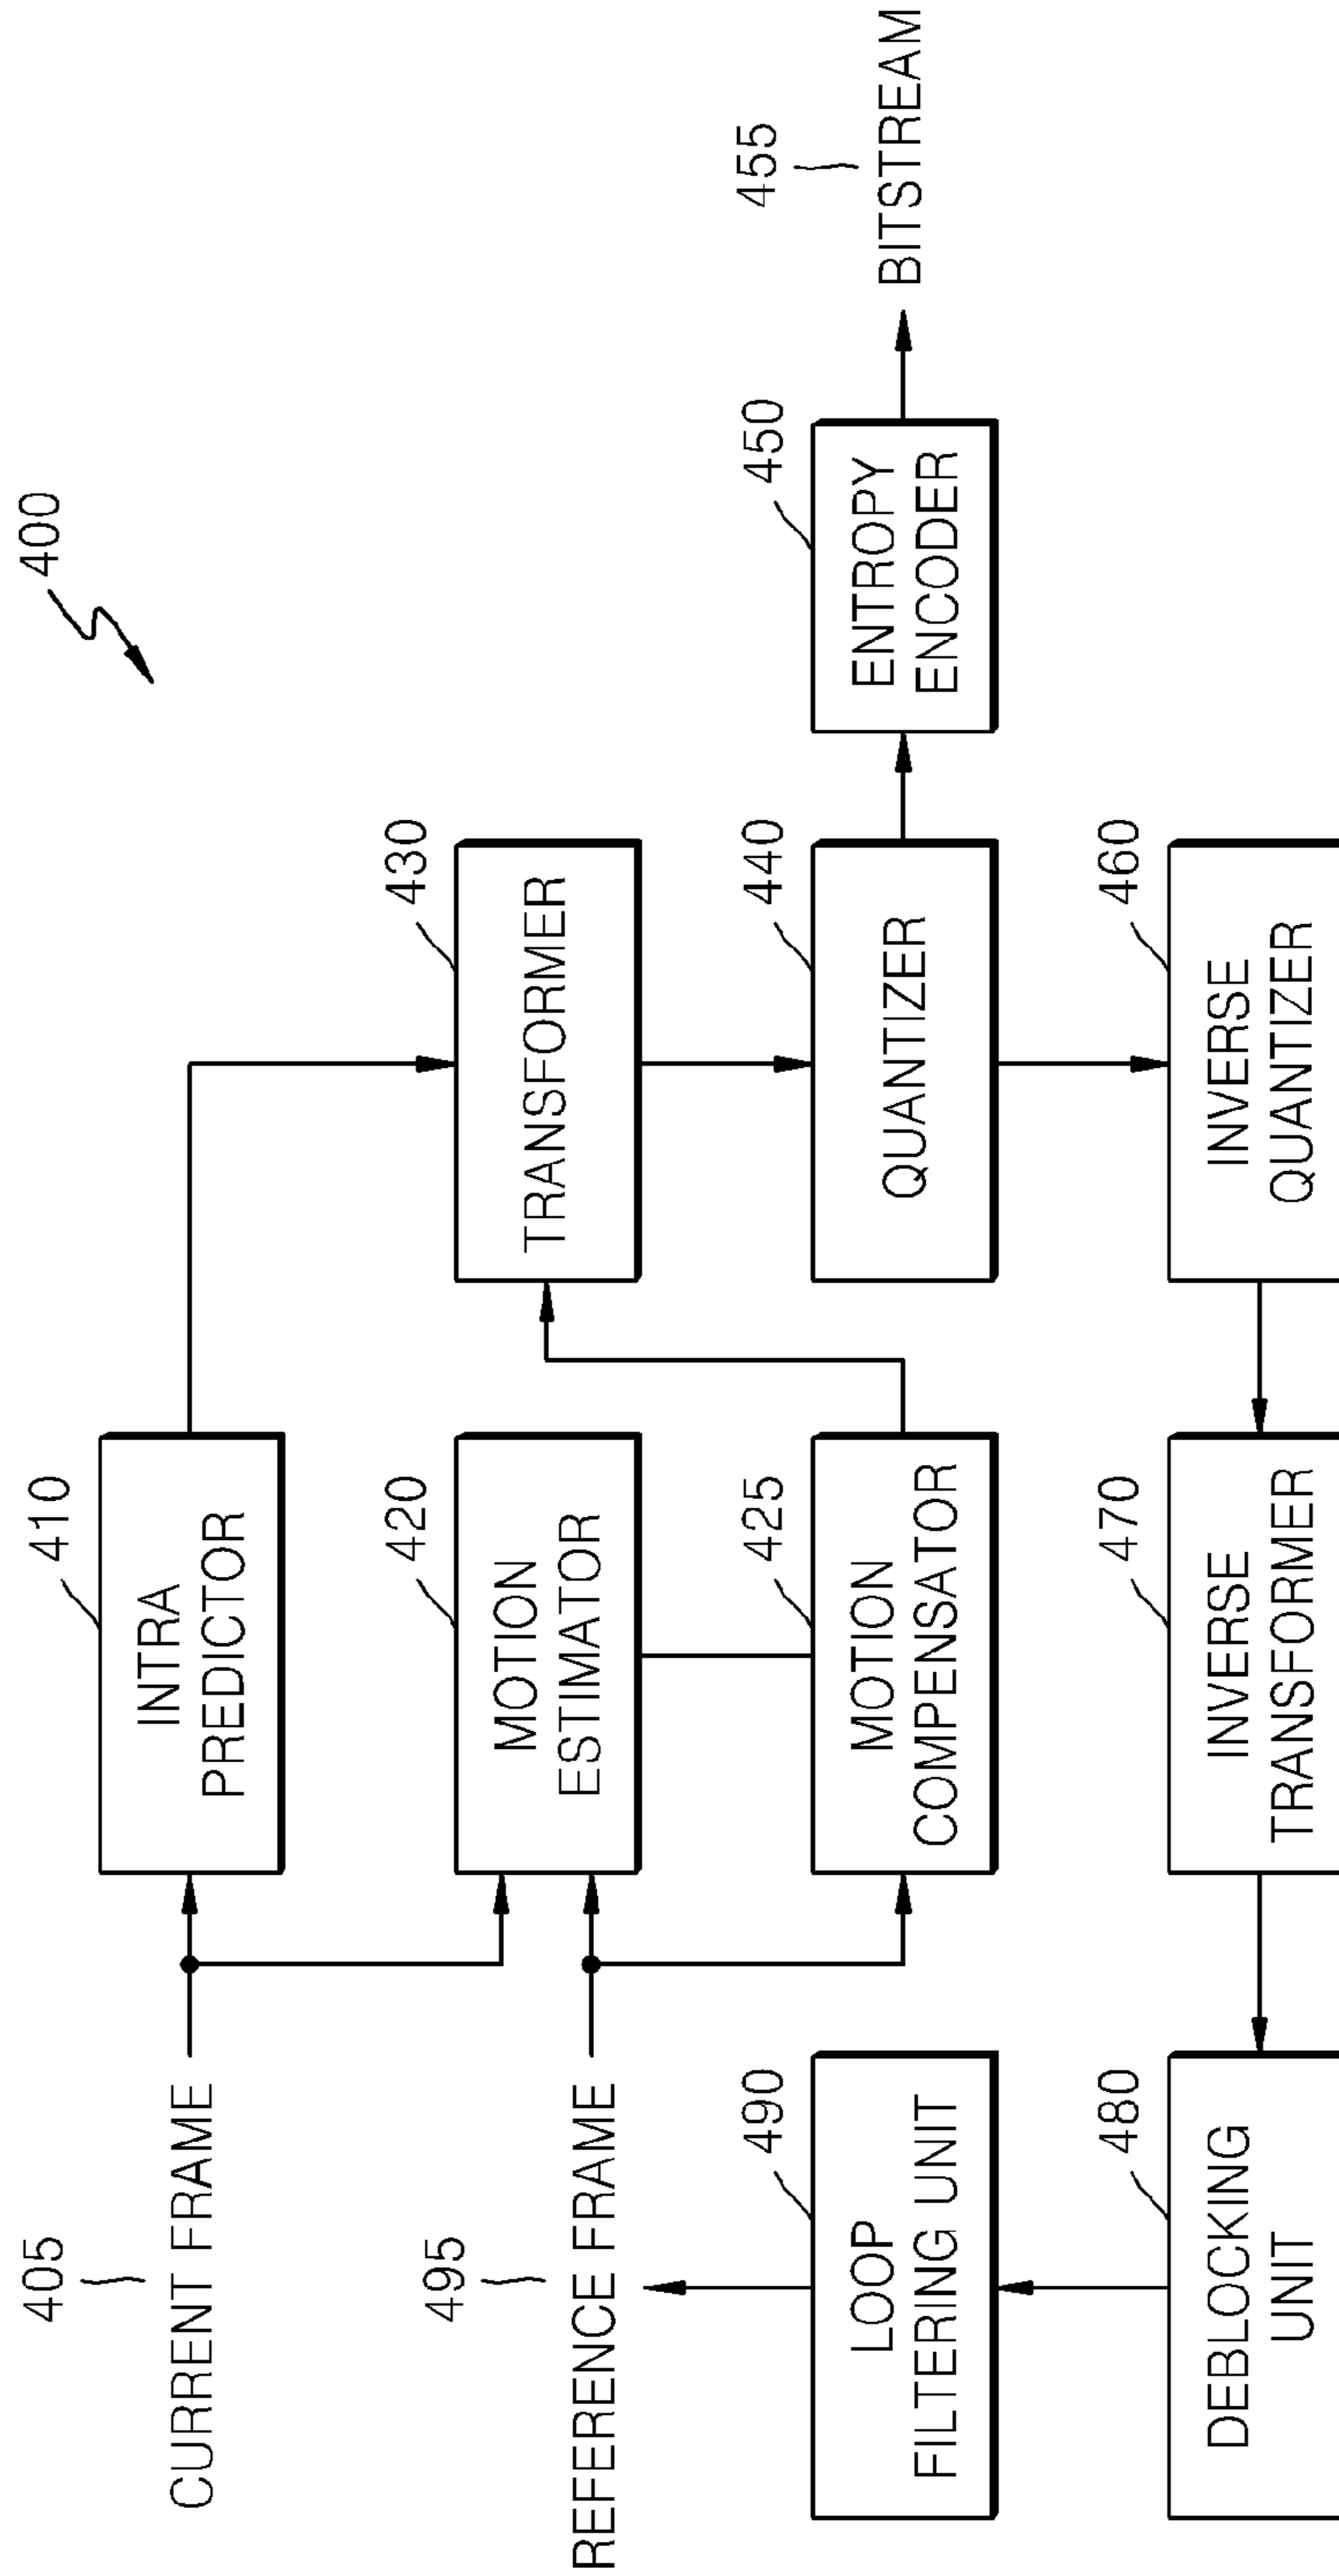 400
405
CURRENT FRAME
410
INTRA
PREDICTOR
495
REFERENCE FRAME
420
MOTION
ESTIMATOR
430
TRANSFORMER
490
LOOP
FILTERING UNIT
425
MOTION
COMPENSATOR
440
QUANTIZER
450
ENTROPY
ENCODER
455
BITSTREAM
480
DEBLOCKING
UNIT
470
INVERSE
TRANSFORMER
460
INVERSE
QUANTIZER